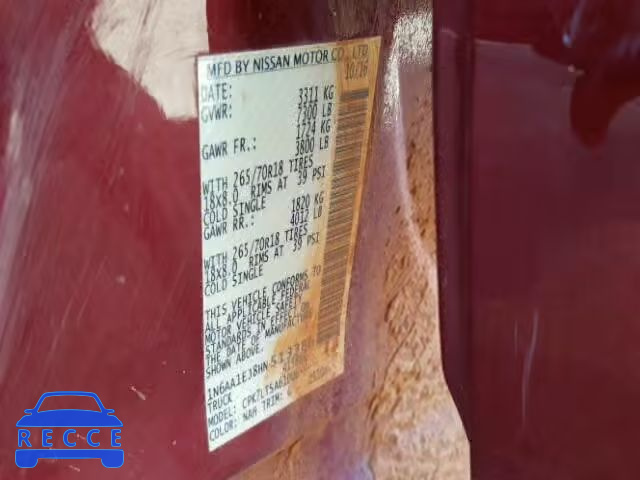 MFD BY NISSAN MOTOR CO., LTD.
DATE: 10/16
GVWR: 3311 KG
7300 LB
GAWR FR.: 1724 KG
3800 LB
WITH 265/70R18 TIRES
18X8.0 RIMS AT 39 PSI
COLD SINGLE
GAWR RR.: 1820 KG
4012 LB
WITH 265/70R18 TIRES
18X8.0 RIMS AT 39 PSI
COLD SINGLE
THIS VEHICLE CONFORMS TO
ALL APPLICABLE FEDERAL
MOTOR VEHICLE SAFETY
STANDARDS IN EFFECT ON
THE DATE OF MANUFACTURE
SHOWN ABOVE.
TRUCK
MODEL:
COLOR: NAH TRIM:
RECCE